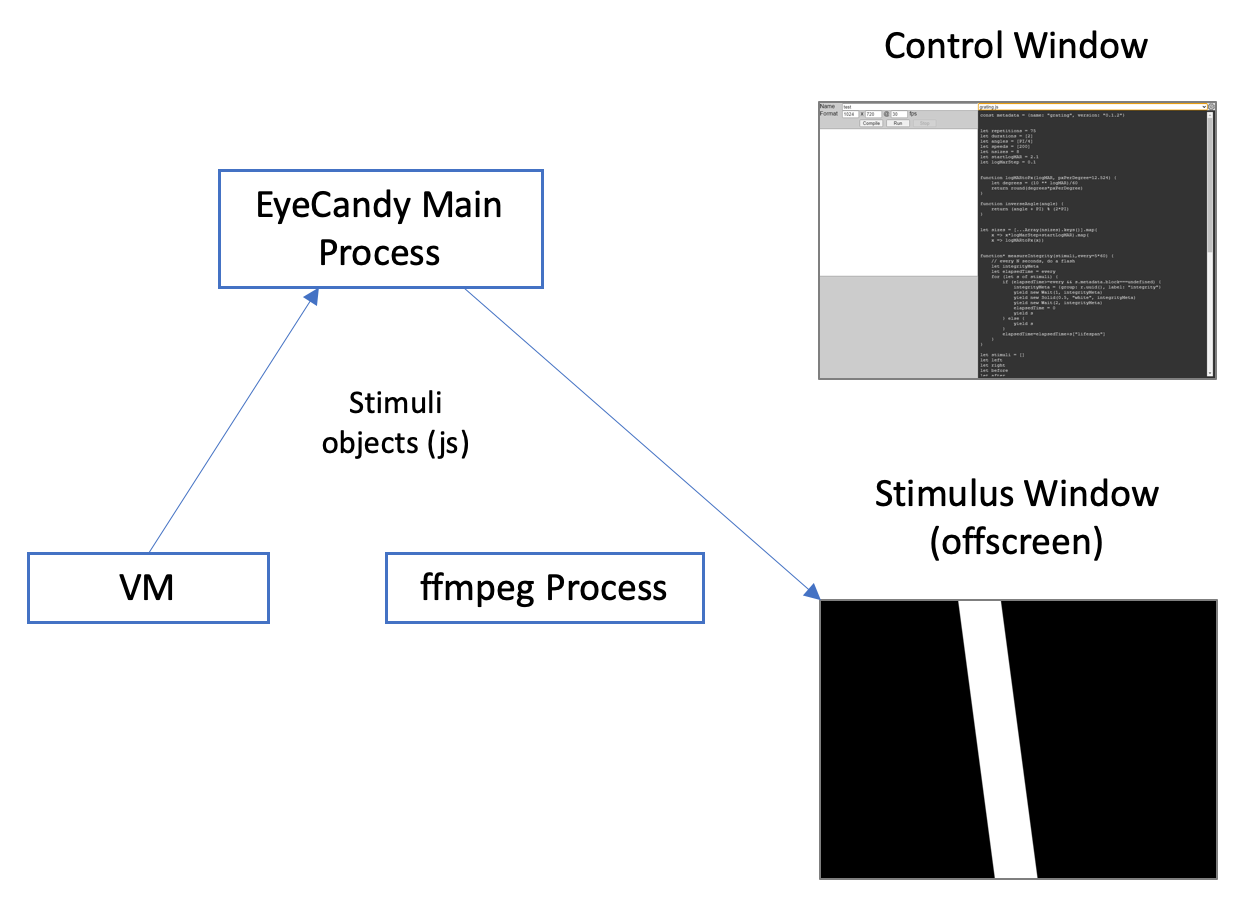 Control Window
Name test
Format 1024 x 720 @ 30 fps
Compile Run Stop
grating.js
const metadata = {name: "grating", version: "0.1.2"}
let repetitions = 75
let durations = [2]
let angles = [PI/4]
let speeds = [200]
let nsizes = 8
let startLogMAR = 2.1
let logMarStep = 0.1
function logMARtoPx(logMAR, pxPerDegree=12.524) {
let degrees = (10 ** logMAR)/60
return round(degrees*pxPerDegree)
}
function inverseAngle(angle) {
return (angle + PI) % (2*PI)
}
let sizes = [...Array(nsizes).keys()].map(
x => x*logMarStep+startLogMAR).map(
x => logMARtoPx(x))
function* measureIntegrity(stimuli,every=5*60) {
// every N seconds, do a flash
let integrityMeta
let elapsedTime = every
for (let s of stimuli) {
if (elapsedTime>=every && s.metadata.block===undefined) {
integrityMeta = {group: r.uuid(), label: "integrity"}
yield new Wait(1, integrityMeta)
yield new Solid(0.5, "white", integrityMeta)
yield new Wait(2, integrityMeta)
elapsedTime = 0
yield s
} else {
yield s
}
elapsedTime=elapsedTime+s["lifespan"]
}
}
let stimuli = []
let left
let right
let before
let after
EyeCandy Main
Process
Stimuli
objects (js)
Stimulus Window
(offscreen)
VM
ffmpeg Process